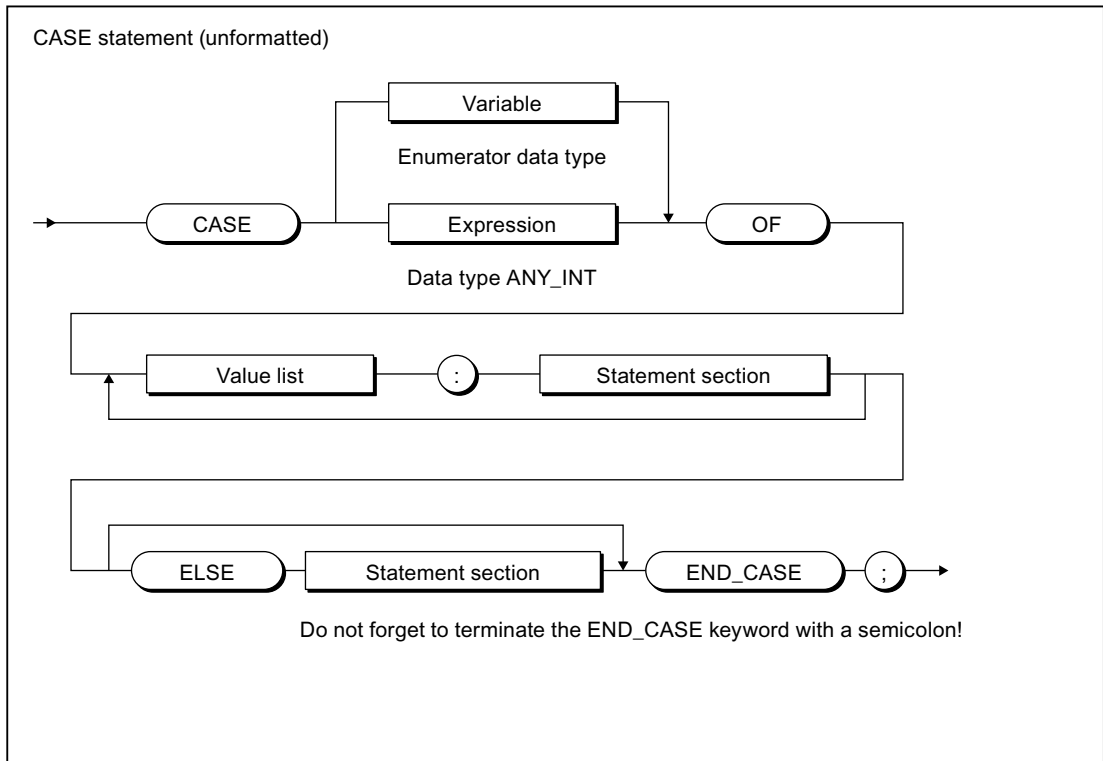 CASE statement (unformatted)
Variable
Enumerator data type
CASE
Expression
OF
Data type ANY_INT
Value list
:
Statement section
ELSE
Statement section
END_CASE
;
Do not forget to terminate the END_CASE keyword with a semicolon!